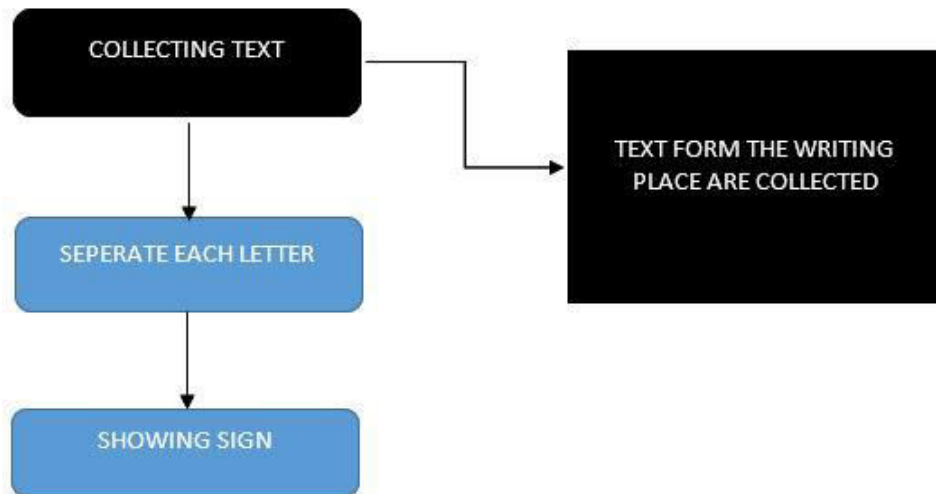 COLLECTING TEXT
TEXT FORM THE WRITING
PLACE ARE COLLECTED
SEPERATE EACH LETTER
SHOWING SIGN